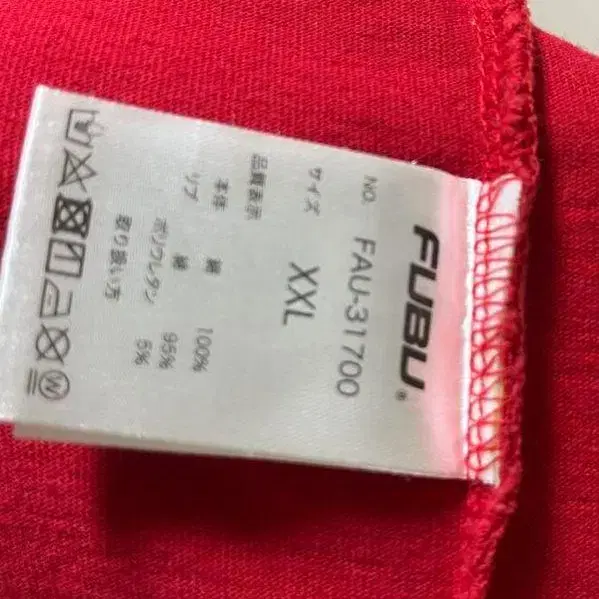 FUBU®
NO. FAU-31700
サイズ XXL
品質表示
本体 綿 100%
リブ 綿 95%
ポリウレタン 5%
取り扱い方
W